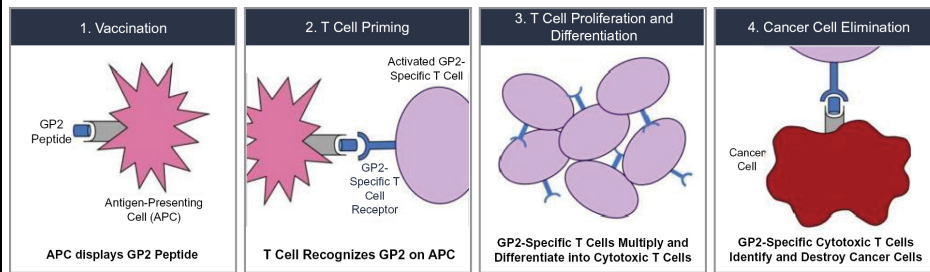 1. Vaccination
GP2
Peptide
Antigen-Presenting
Cell (APC)
APC displays GP2 Peptide
2. T Cell Priming
Activated GP2-
Specific T Cell
GP2-
Specific T
Cell
Receptor
T Cell Recognizes GP2 on APC
3. T Cell Proliferation and
Differentiation
GP2-Specific T Cells Multiply and
Differentiate into Cytotoxic T Cells
4. Cancer Cell Elimination
Cancer
Cell
GP2-Specific Cytotoxic T Cells
Identify and Destroy Cancer Cells